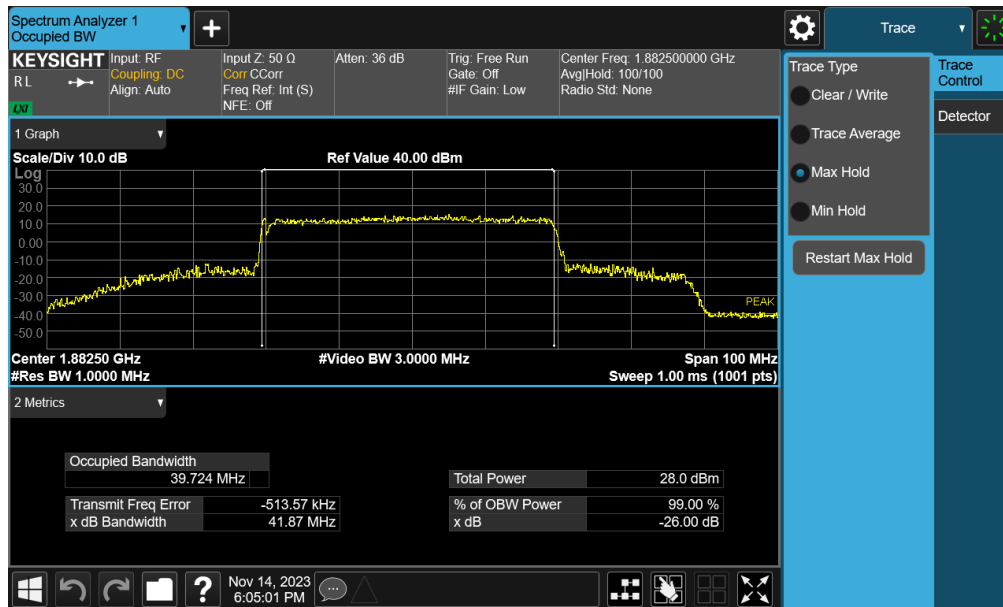 Spectrum Analyzer 1
Occupied BW
+
Trace
KEYSIGHT
R L
LXI
Input: RF
Coupling: DC
Align: Auto
Input Z: 50 Ω
Corr CCorr
Freq Ref: Int (S)
NFE: Off
Atten: 36 dB
Trig: Free Run
Gate: Off
#IF Gain: Low
Center Freq: 1.882500000 GHz
Avg|Hold: 100/100
Radio Std: None
1 Graph
Scale/Div 10.0 dB
Ref Value 40.00 dBm
Log
30.0
20.0
10.0
0.00
-10.0
-20.0
-30.0
-40.0
-50.0
PEAK
Center 1.88250 GHz
#Video BW 3.0000 MHz
Span 100 MHz
#Res BW 1.0000 MHz
Sweep 1.00 ms (1001 pts)
2 Metrics
Occupied Bandwidth
39.724 MHz
Transmit Freq Error -513.57 kHz
x dB Bandwidth 41.87 MHz
Total Power 28.0 dBm
% of OBW Power 99.00 %
x dB -26.00 dB
Trace Type
Clear / Write
Trace Average
Max Hold
Min Hold
Restart Max Hold
Trace
Control
Detector
?
Nov 14, 2023
6:05:01 PM